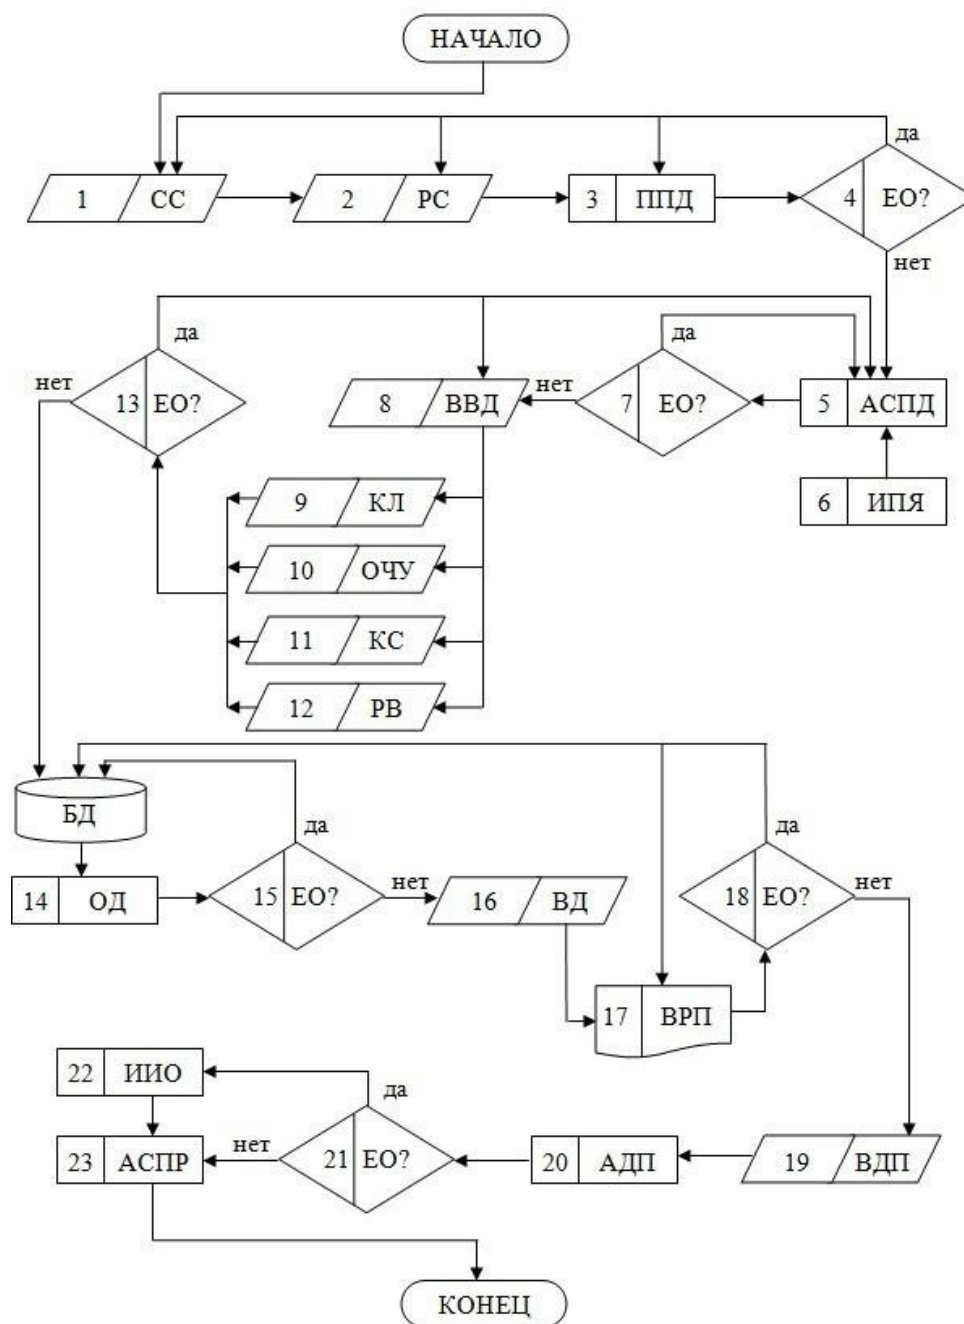 НАЧАЛО
да
1 СС
2 РС
3 ППД
4 ЕО?
нет
да
да
нет
13 ЕО?
8 ВВД
нет
7 ЕО?
5 АСПД
9 КЛ
6 ИПЯ
10 ОЧУ
11 КС
12 РВ
БД
да
да
14 ОД
15 ЕО?
нет
16 ВД
18 ЕО?
нет
17 ВРП
22 ИИО
да
23 АСПР
нет
21 ЕО?
20 АДП
19 ВДП
КОНЕЦ